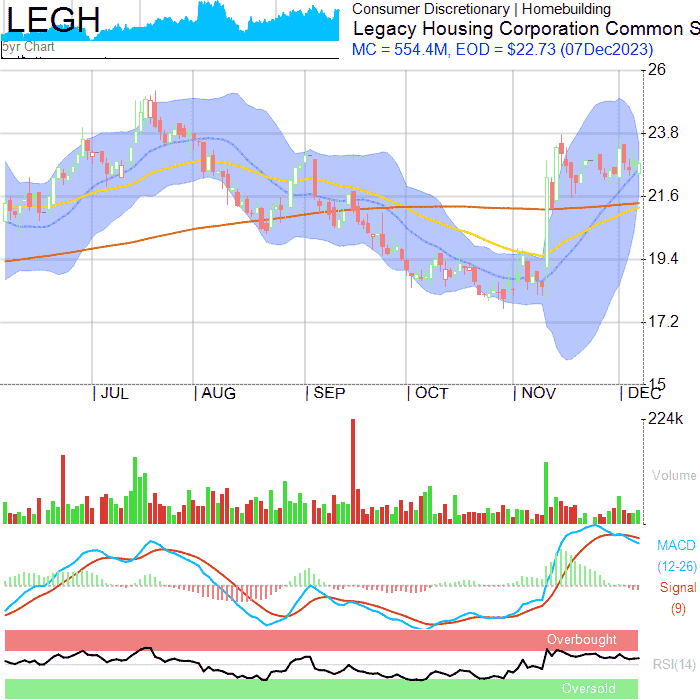 LEGH
5yr Chart
Consumer Discretionary | Homebuilding
Legacy Housing Corporation Common S
MC = 554.4M, EOD = $22.73 (07Dec2023)
26
23.8
21.6
19.4
17.2
15
JUL AUG SEP OCT NOV DEC
224k
Volume
MACD
(12-26)
Signal
(9)
Overbought
RSI(14)
Oversold